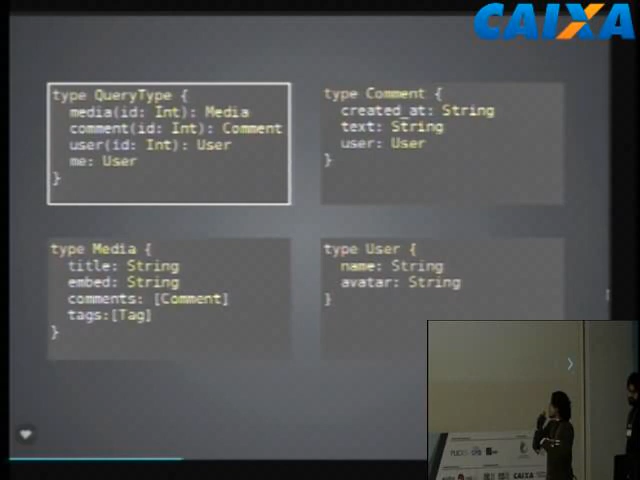 CAIXA
type QueryType {
media(id: Int): Media
comment(id: Int): Comment
user(id: Int): User
me: User
}
type Comment {
created_at: String
text: String
user: User
}
type Media {
title: String
embed: String
comments: [Comment]
tags:[Tag]
}
type User {
name: String
avatar: String
}
CAIXA